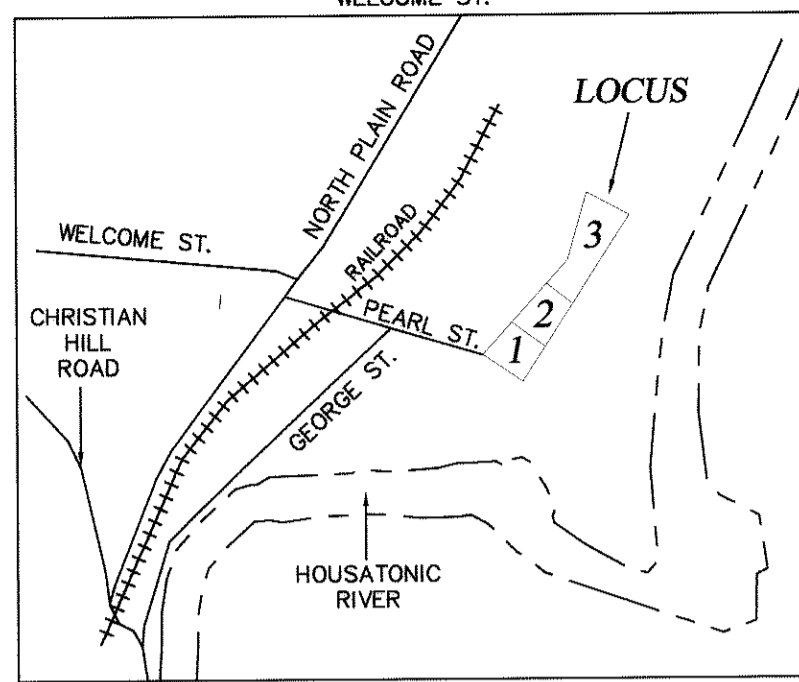 WELCOME ST.
LOCUS
NORTH PLAIN ROAD
RAILROAD
WELCOME ST.
3
PEARL ST.
2
1
CHRISTIAN
HILL
ROAD
GEORGE ST.
HOUSATONIC
RIVER